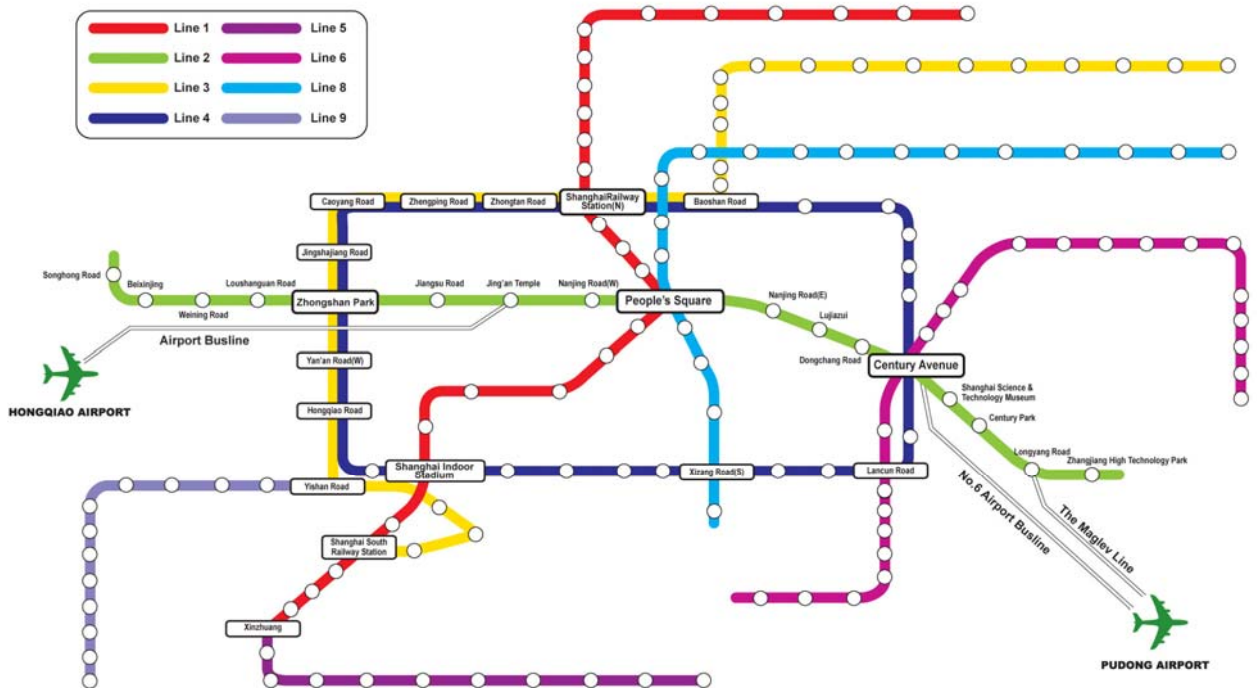 Line 1
Line 5
Line 2
Line 6
Line 3
Line 8
Line 4
Line 9
Caoyang Road
Zhengping Road
Zhongtan Road
ShanghaiRailway
Station(N)
Baoshan Road
Jingshajiang Road
Songhong Road
Beixinjing
Weining Road
Loushanguan Road
Zhongshan Park
Jiangsu Road
Jing'an Temple
Nanjing Road(W)
People's Square
Nanjing Road(E)
Lujiazui
Dongchang Road
Century Avenue
Airport Busline
HONGQIAO AIRPORT
Yan'an Road(W)
Hongqiao Road
Shanghai Science &
Technology Museum
Century Park
Longyang Road
Zhangjiang High Technology Park
Shanghai Indoor
Stadium
Xizang Road(S)
Lancun Road
Yishan Road
Shanghai South
Railway Station
No.6 Airport Busline
The Maglev Line
Xinzhuang
PUDONG AIRPORT